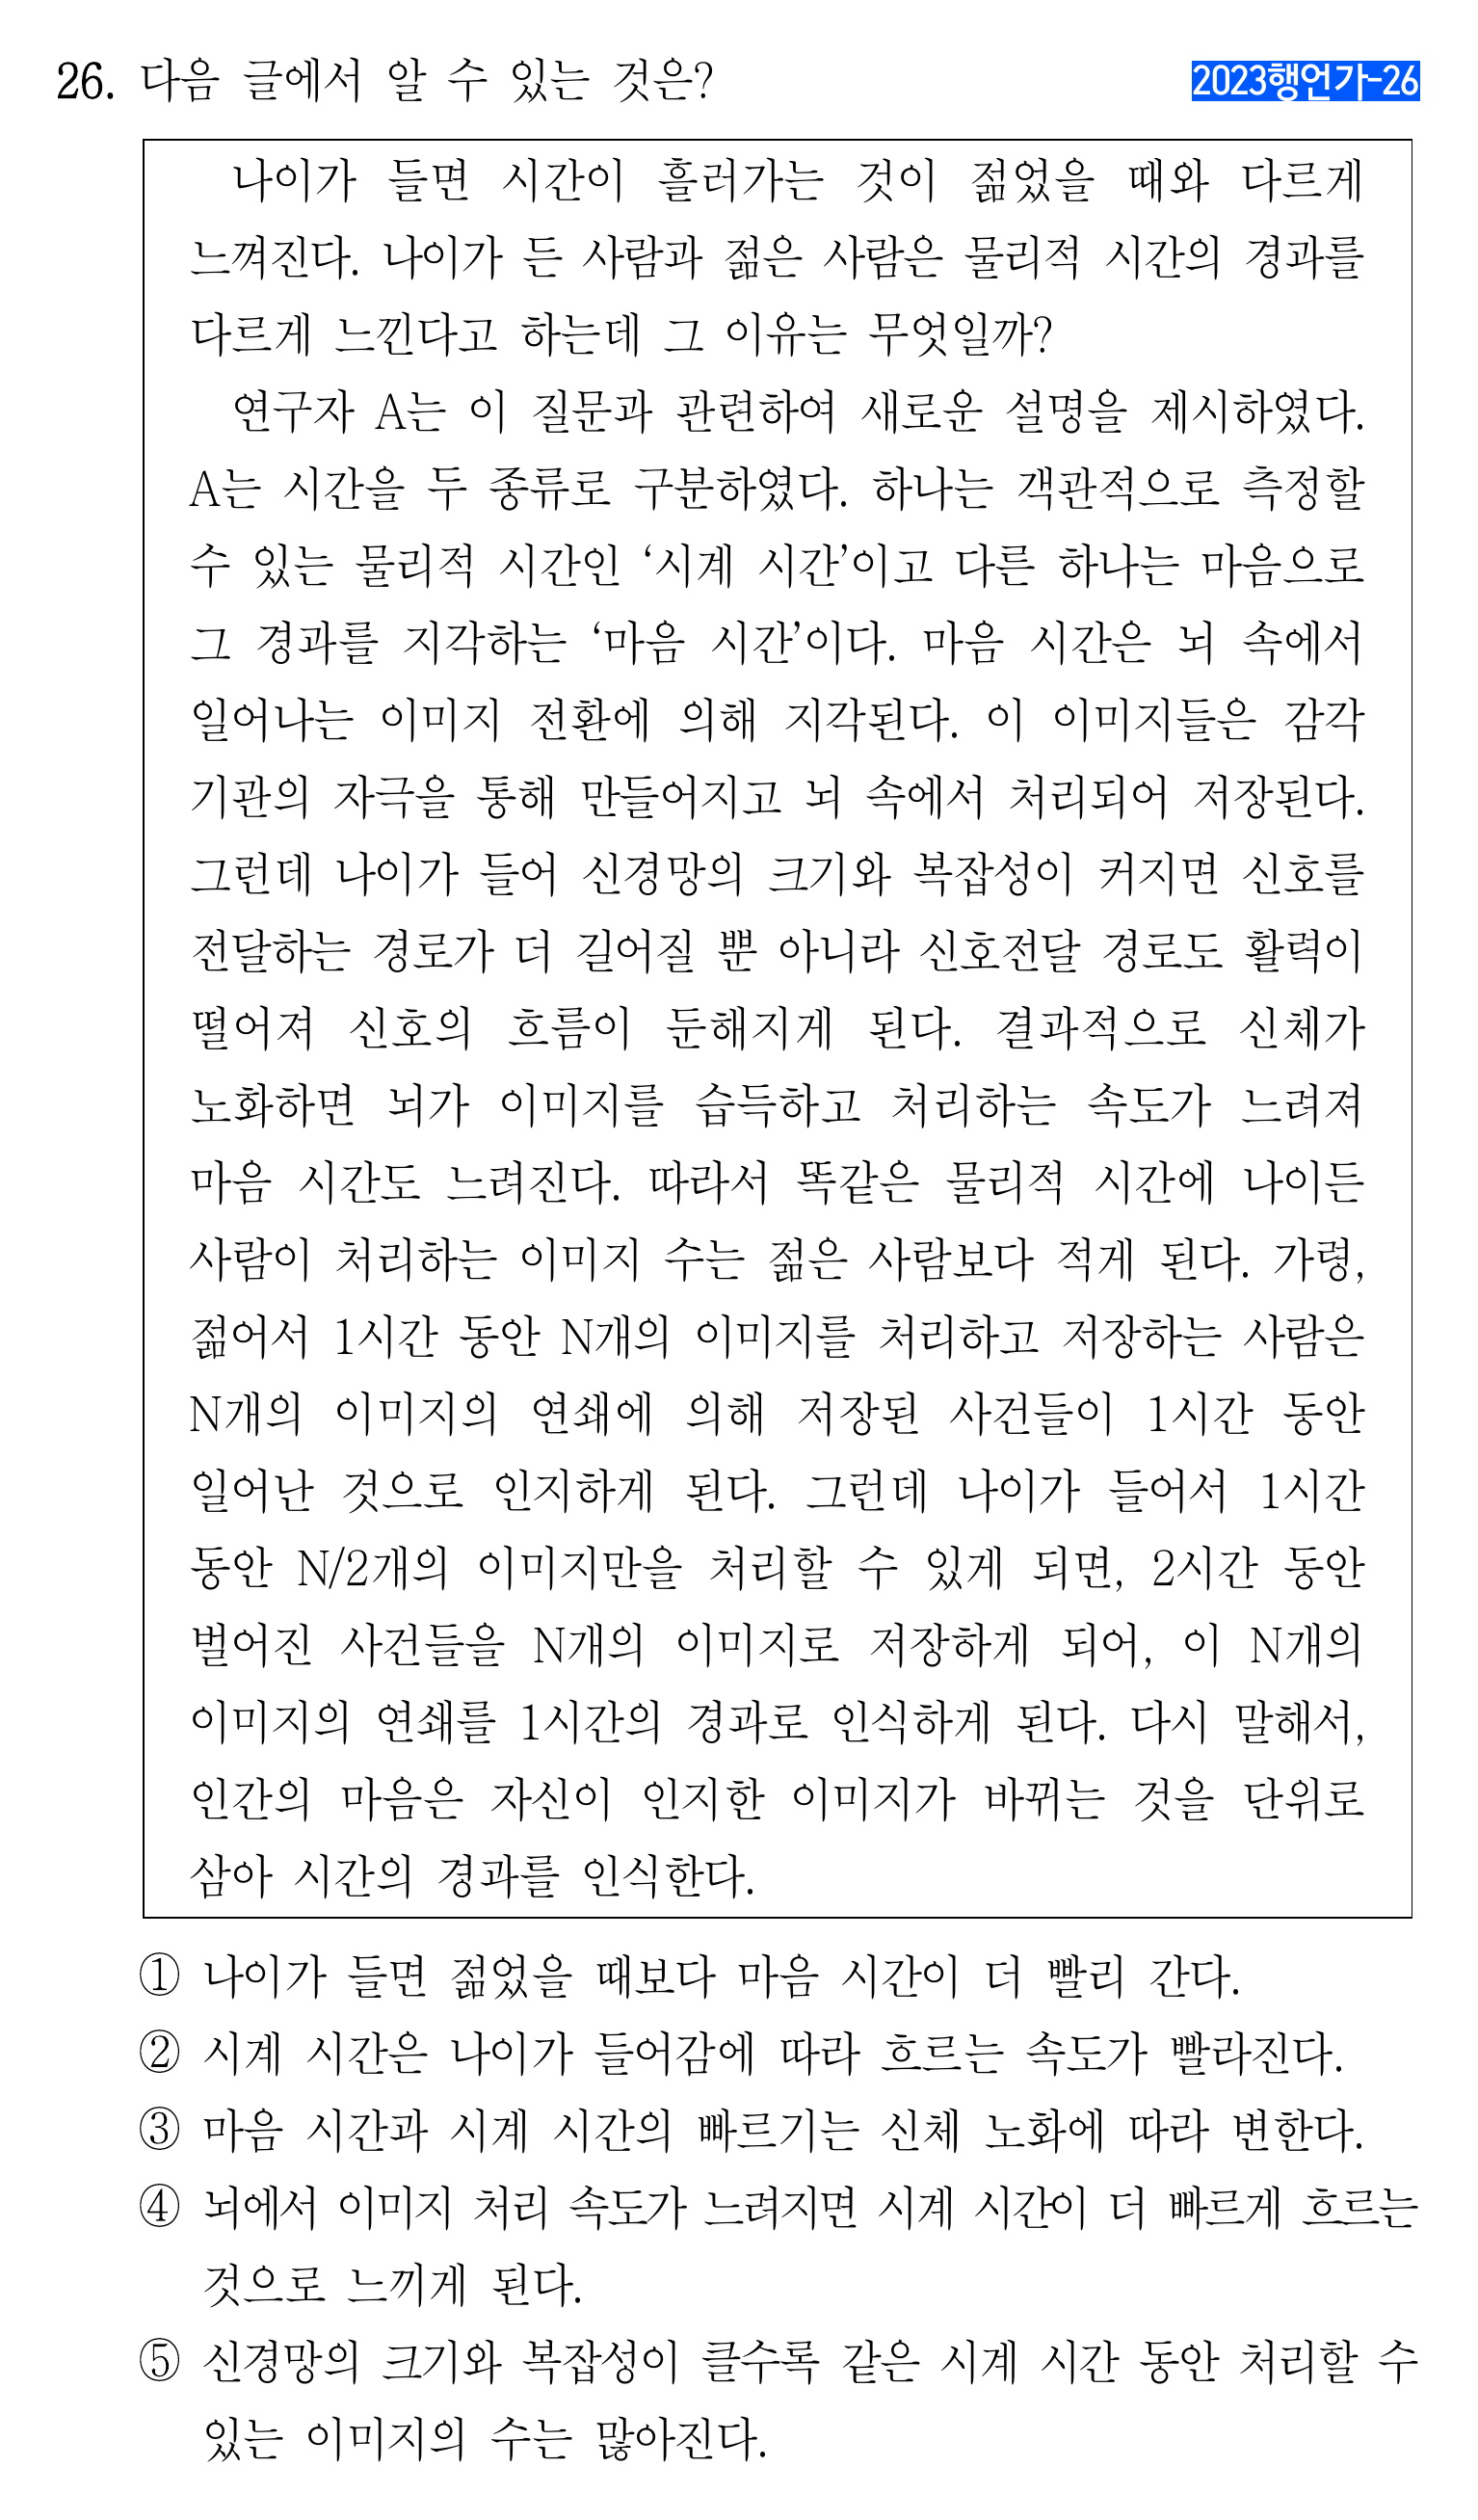 26. 다음 글에서 알 수 있는 것은?
2023행언가-26
나이가 들면 시간이 흘러가는 것이 젊었을 때와 다르게
느껴진다. 나이가 든 사람과 젊은 사람은 물리적 시간의 경과를
다르게 느낀다고 하는데 그 이유는 무엇일까?
연구자 A는 이 질문과 관련하여 새로운 설명을 제시하였다.
A는 시간을 두 종류로 구분하였다. 하나는 객관적으로 측정할
수 있는 물리적 시간인 ‘시계 시간’이고 다른 하나는 마음으로
그 경과를 지각하는 ‘마음 시간’이다. 마음 시간은 뇌 속에서
일어나는 이미지 전환에 의해 지각된다. 이 이미지들은 감각
기관의 자극을 통해 만들어지고 뇌 속에서 처리되어 저장된다.
그런데 나이가 들어 신경망의 크기와 복잡성이 커지면 신호를
전달하는 경로가 더 길어질 뿐 아니라 신호전달 경로도 활력이
떨어져 신호의 흐름이 둔해지게 된다. 결과적으로 신체가
노화하면 뇌가 이미지를 습득하고 처리하는 속도가 느려져
마음 시간도 느려진다. 따라서 똑같은 물리적 시간에 나이든
사람이 처리하는 이미지 수는 젊은 사람보다 적게 된다. 가령,
젊어서 1시간 동안 N개의 이미지를 처리하고 저장하는 사람은
N개의 이미지의 연쇄에 의해 저장된 사건들이 1시간 동안
일어난 것으로 인지하게 된다. 그런데 나이가 들어서 1시간
동안 N/2개의 이미지만을 처리할 수 있게 되면, 2시간 동안
벌어진 사건들을 N개의 이미지로 저장하게 되어, 이 N개의
이미지의 연쇄를 1시간의 경과로 인식하게 된다. 다시 말해서,
인간의 마음은 자신이 인지한 이미지가 바뀌는 것을 단위로
삼아 시간의 경과를 인식한다.
① 나이가 들면 젊었을 때보다 마음 시간이 더 빨리 간다.
② 시계 시간은 나이가 들어감에 따라 흐르는 속도가 빨라진다.
③ 마음 시간과 시계 시간의 빠르기는 신체 노화에 따라 변한다.
④ 뇌에서 이미지 처리 속도가 느려지면 시계 시간이 더 빠르게 흐르는
것으로 느끼게 된다.
⑤ 신경망의 크기와 복잡성이 클수록 같은 시계 시간 동안 처리할 수
있는 이미지의 수는 많아진다.